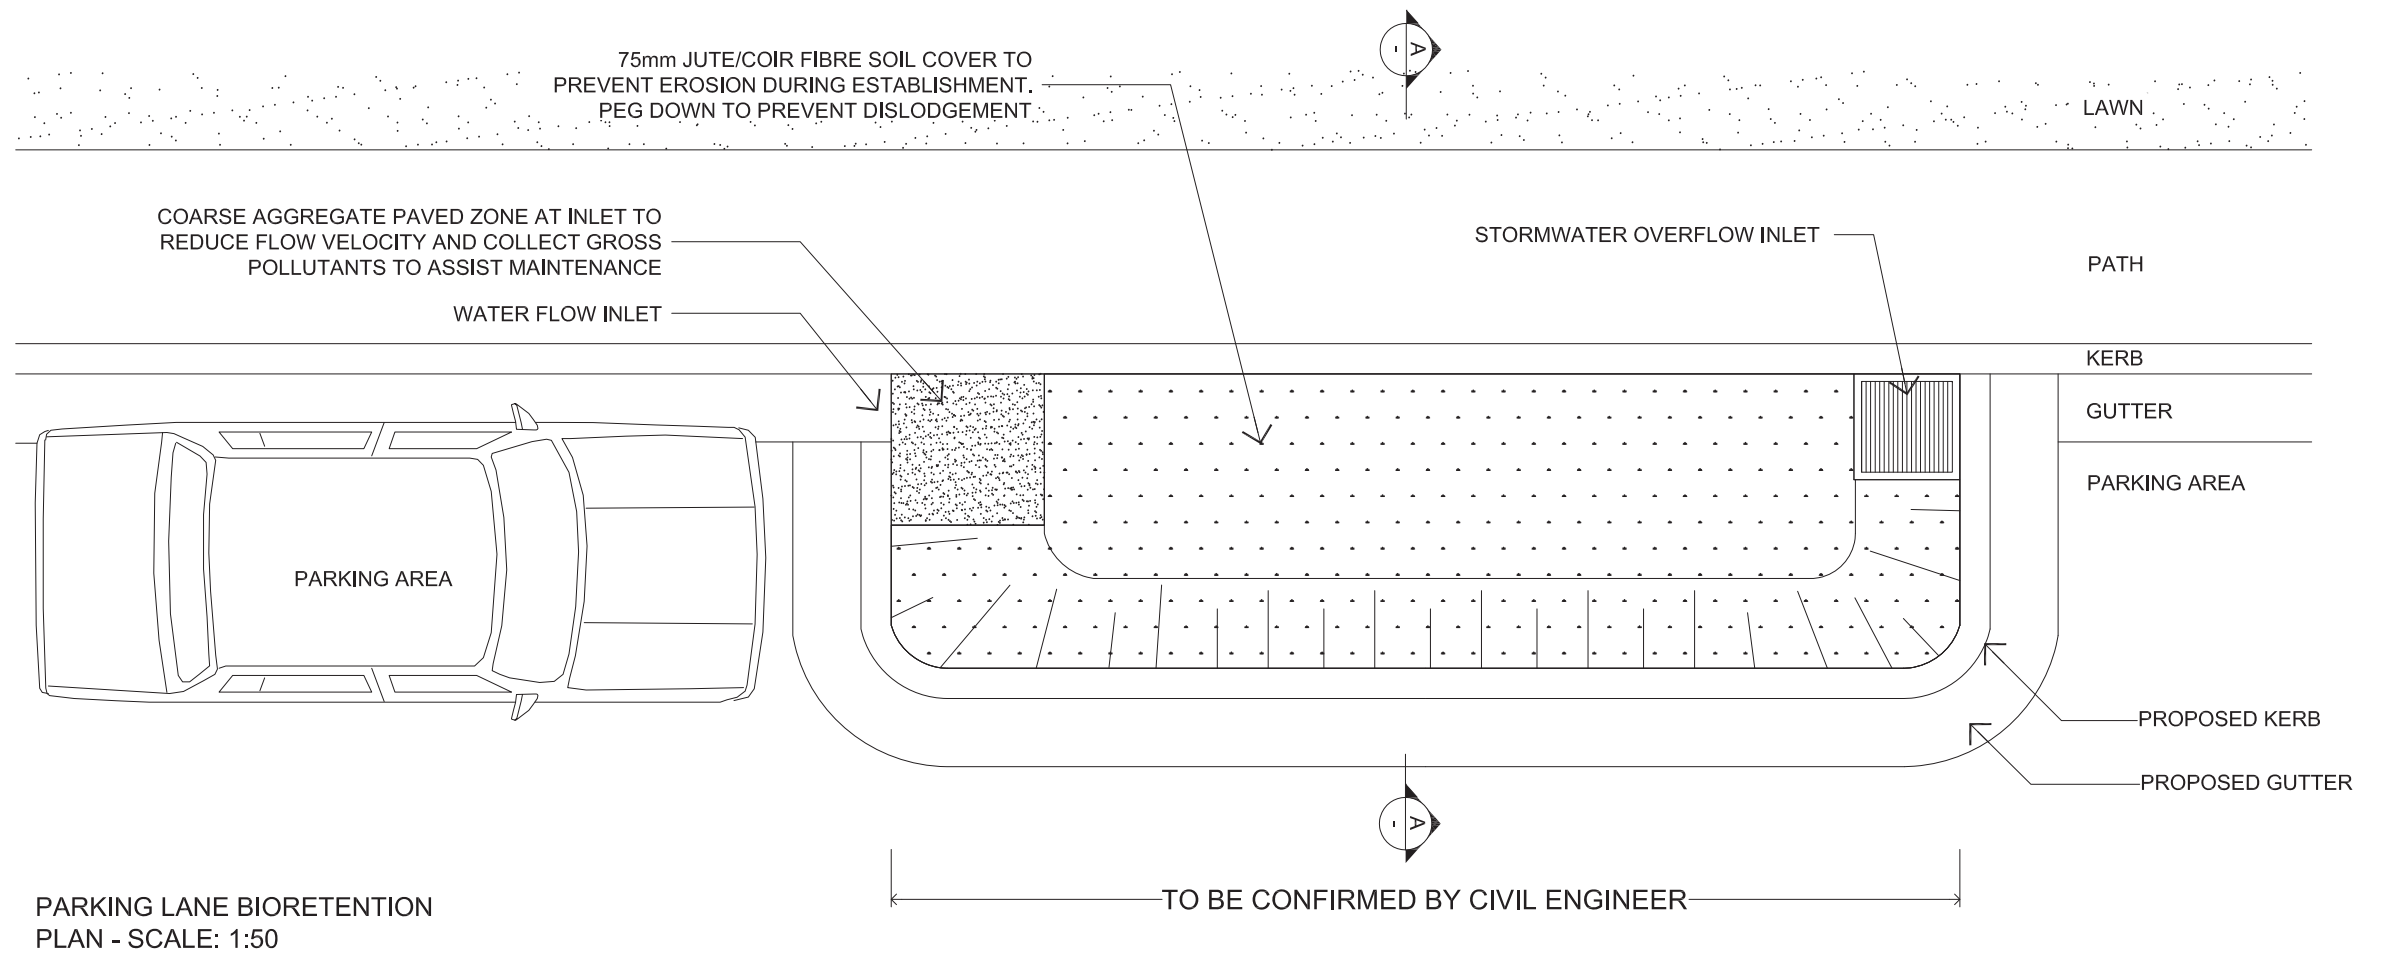 - A
75mm JUTE/COIR FIBRE SOIL COVER TO
PREVENT EROSION DURING ESTABLISHMENT.
PEG DOWN TO PREVENT DISLODGEMENT
LAWN
COARSE AGGREGATE PAVED ZONE AT INLET TO
REDUCE FLOW VELOCITY AND COLLECT GROSS
POLLUTANTS TO ASSIST MAINTENANCE
STORMWATER OVERFLOW INLET
PATH
WATER FLOW INLET
KERB
GUTTER
PARKING AREA
PARKING AREA
PROPOSED KERB
PROPOSED GUTTER
- A
TO BE CONFIRMED BY CIVIL ENGINEER
PARKING LANE BIORETENTION
PLAN - SCALE: 1:50